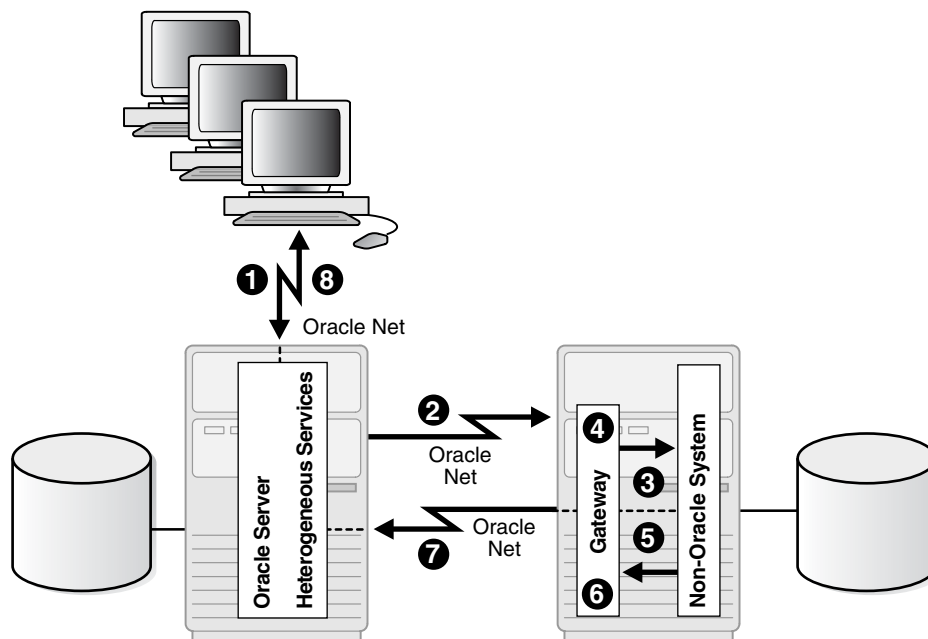 1
8
Oracle Net
Oracle Server
Heterogeneous Services
2
Oracle
Net
7
Oracle
Net
Gateway
4
3
5
6
Non-Oracle System